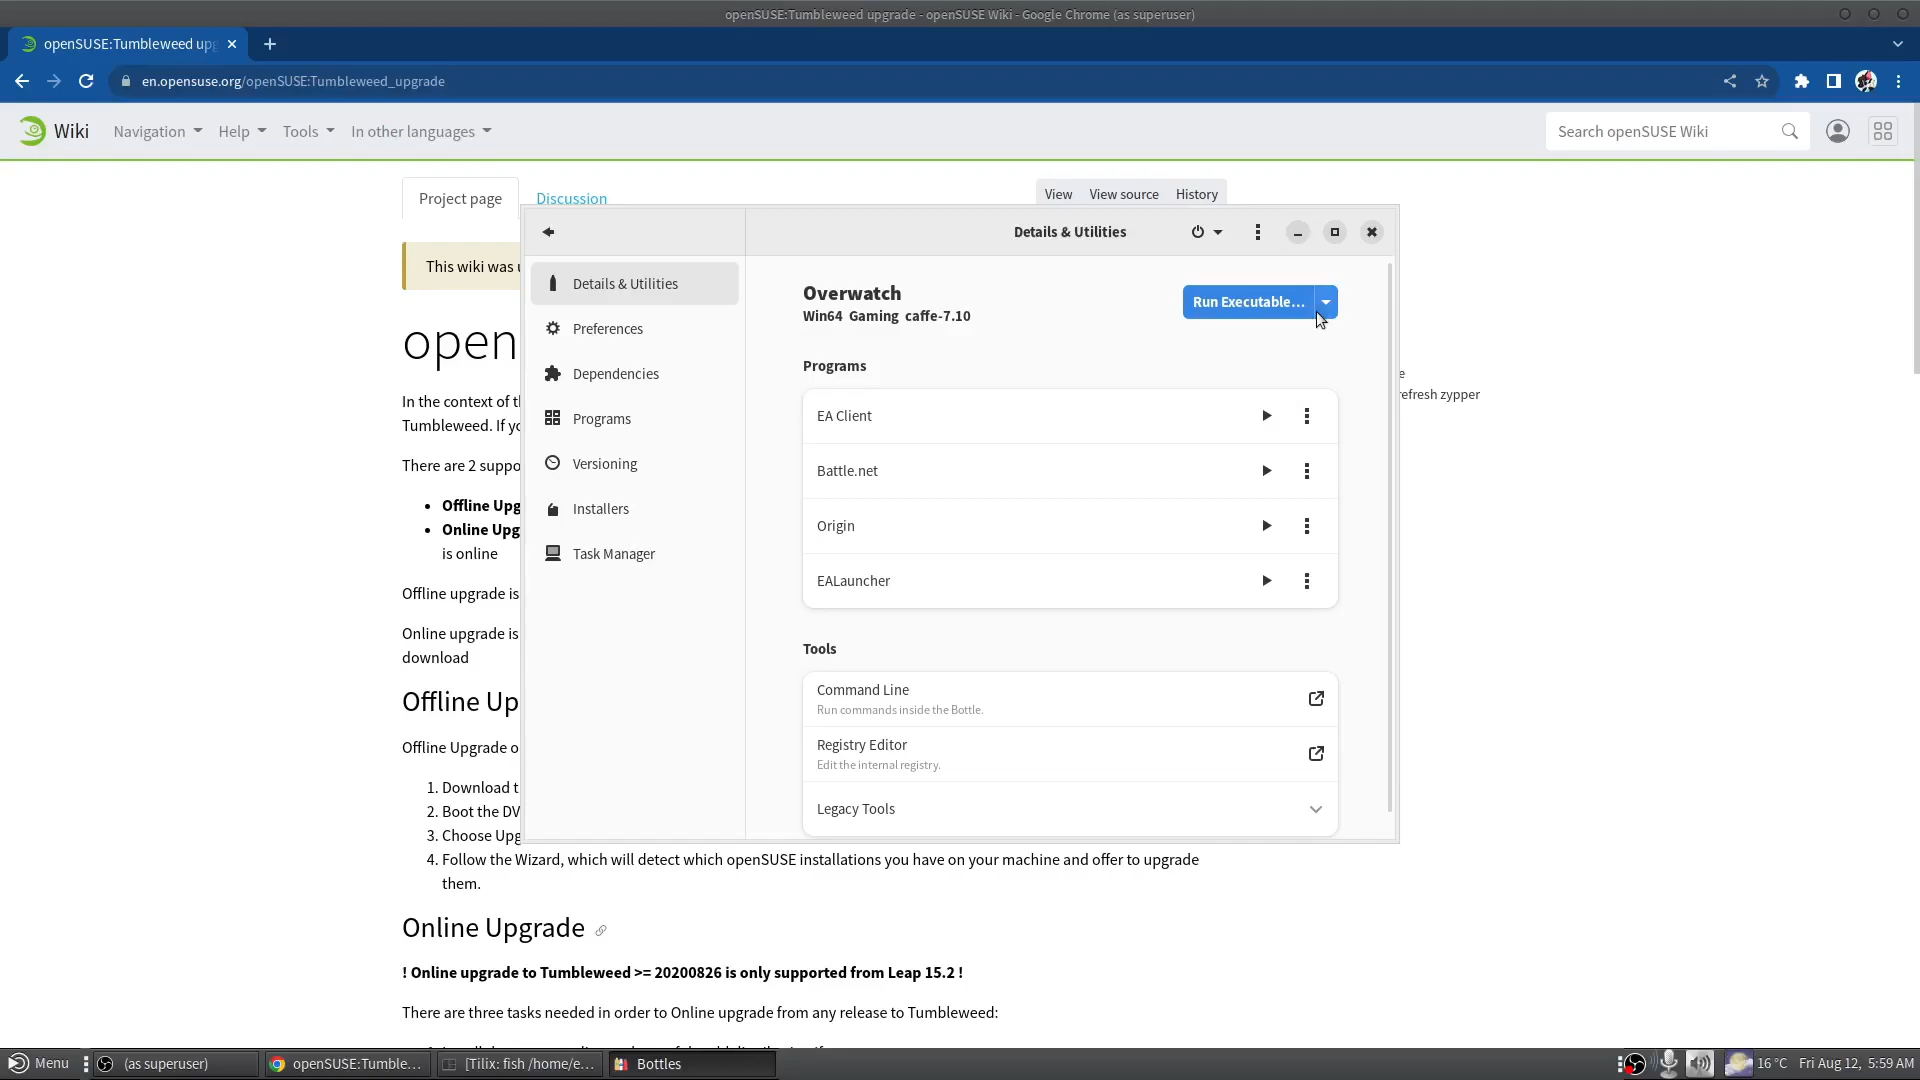 openSUSE:Tumbleweed upgrade - openSUSE Wiki - Google Chrome (as superuser)
openSUSE:Tumbleweed upg
en.opensuse.org/openSUSE:Tumbleweed_upgrade
Wiki
Navigation
Help
Tools
In other languages
Search openSUSE Wiki
Project page
Discussion
View
View source
History
This wiki was
open
In the context of
Tumbleweed. If
There are 2
Offline
Online
is online
Offline upgrade is
Online upgrade is
download
Offline
Offline Upgrade
1. Download
2. Boot the
3. Choose
4. Follow the Wizard, which will detect which openSUSE installations you have on your machine and offer to upgrade
them.
Online Upgrade
! Online upgrade to Tumbleweed >= 20200826 is only supported from Leap 15.2 !
There are three tasks needed in order to Online upgrade from any release to Tumbleweed:
refresh zypper
Details & Utilities
Details & Utilities
Preferences
Dependencies
Programs
Versioning
Installers
Task Manager
Overwatch
Win64 Gaming caffe-7.10
Run Executable...
Programs
EA Client
Battle.net
Origin
EALauncher
Tools
Command Line
Run commands inside the Bottle.
Registry Editor
Edit the internal registry.
Legacy Tools
Menu
(as superuser)
openSUSE:Tumble...
[Tilix: fish /home/e...
Bottles
16 °C
Fri Aug 12, 5:59 AM